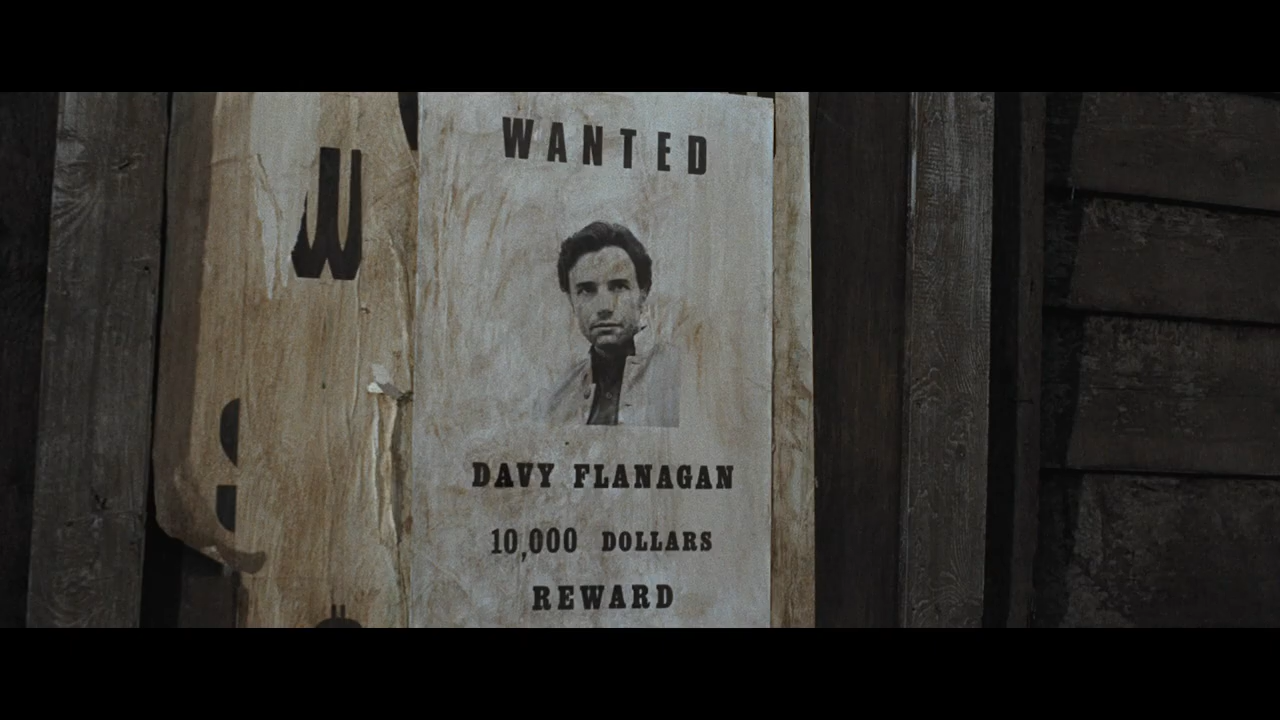 W
WANTED
DAVY FLANAGAN
10,000 DOLLARS
REWARD